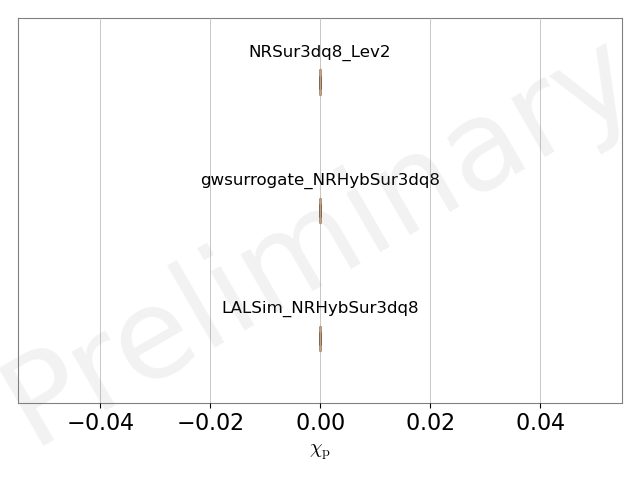 NRSur3dq8_Lev2
gwsurrogate_NRHybSur3dq8
LALSim_NRHybSur3dq8
Preliminary
−0.04 −0.02 0.00 0.02 0.04
χp